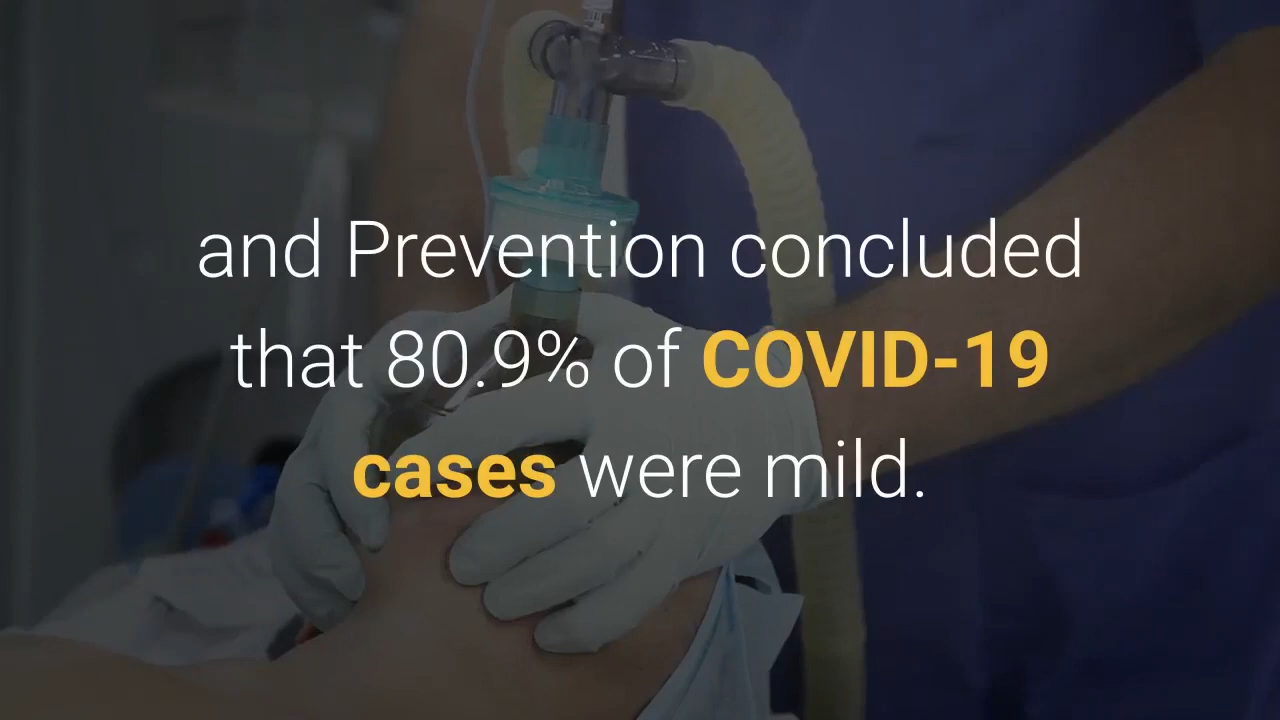 and Prevention concluded
that 80.9% of COVID-19
cases were mild.